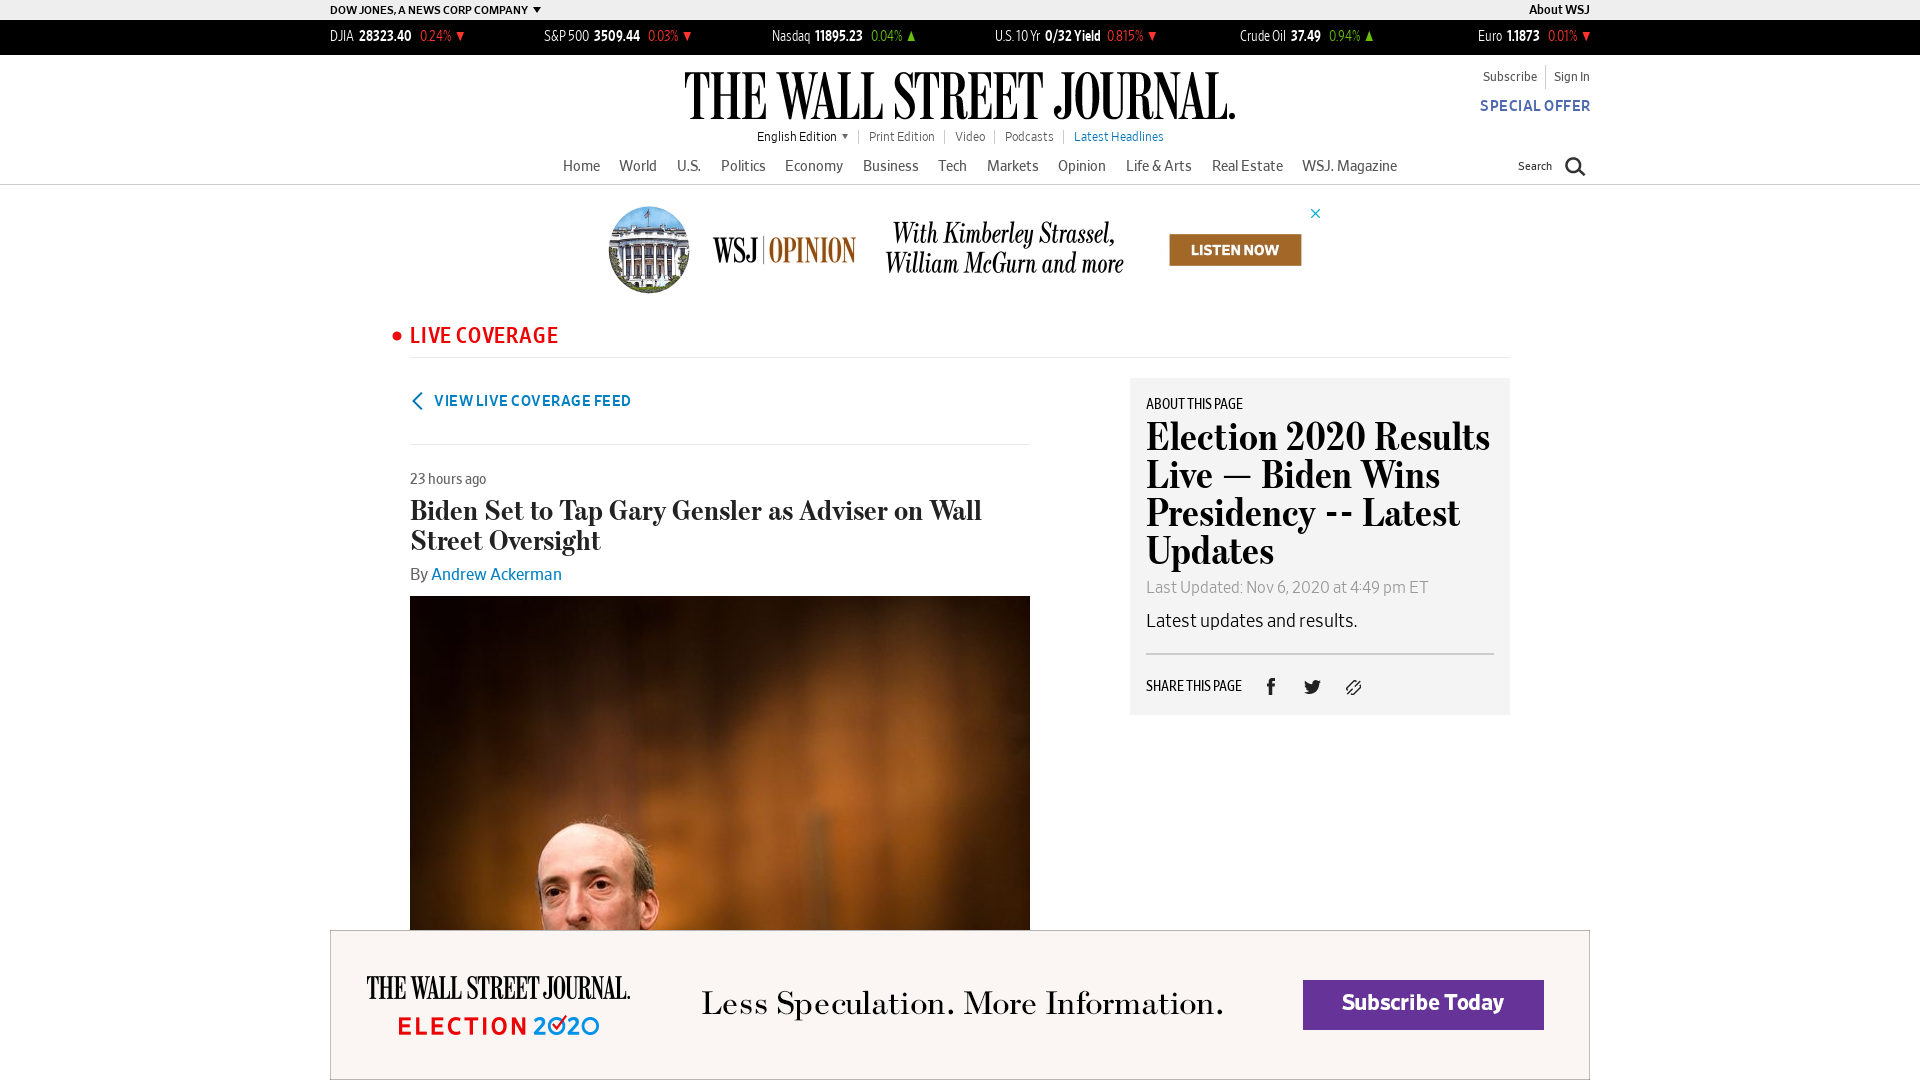 DOW JONES, A NEWS CORP COMPANY
About WSJ
DJIA 28323.40 0.24%
S&P 500 3509.44 0.03%
Nasdaq 11895.23 0.04%
U.S. 10 Yr 0/32 Yield 0.815%
Crude Oil 37.49 0.94%
Euro 1.1873 0.01%
THE WALL STREET JOURNAL.
Subscribe
Sign In
SPECIAL OFFER
English Edition
Print Edition
Video
Podcasts
Latest Headlines
Home World U.S. Politics Economy Business Tech Markets Opinion Life & Arts Real Estate WSJ. Magazine
Search
WSJ OPINION
With Kimberley Strassel,
William McGurn and more
LISTEN NOW
LIVE COVERAGE
VIEW LIVE COVERAGE FEED
23 hours ago
Biden Set to Tap Gary Gensler as Adviser on Wall
Street Oversight
By Andrew Ackerman
ABOUT THIS PAGE
Election 2020 Results
Live — Biden Wins
Presidency -- Latest
Updates
Last Updated: Nov 6, 2020 at 4:49 pm ET
Latest updates and results.
SHARE THIS PAGE
THE WALL STREET JOURNAL.
ELECTION 2020
Less Speculation. More Information.
Subscribe Today